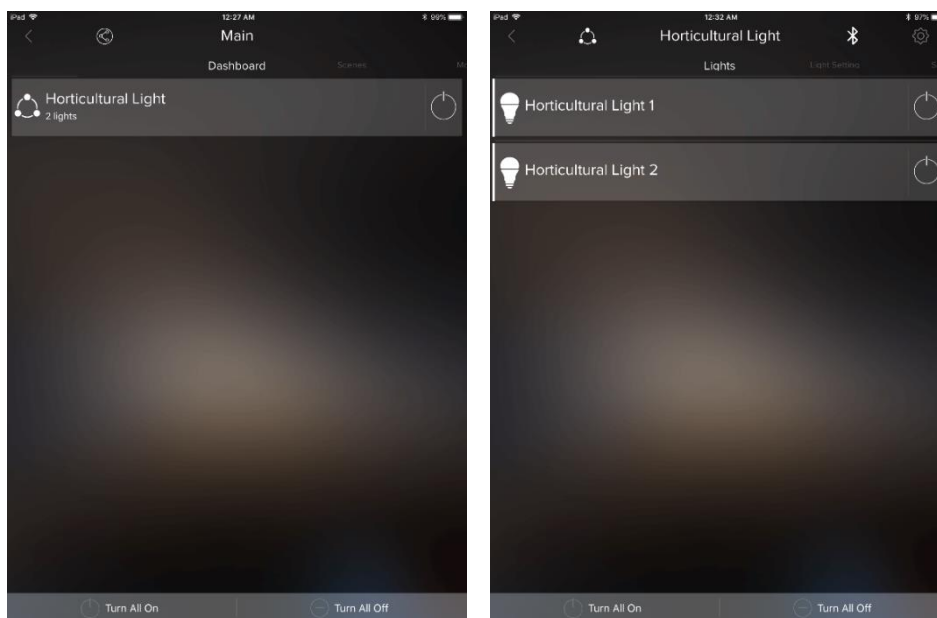 iPad 12:27 AM 99%
Main
Dashboard Scenes
Horticultural Light
2 lights
Turn All On Turn All Off
iPad 12:32 AM 97%
Horticultural Light
Lights Light Setting
Horticultural Light 1
Horticultural Light 2
Turn All On Turn All Off